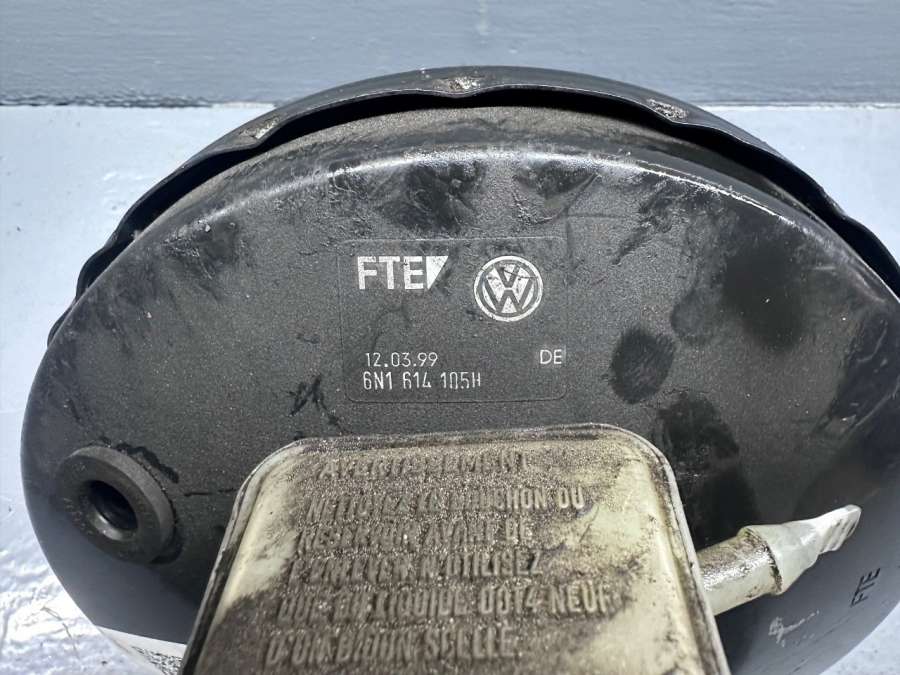 FTE
VW
12.03.99 DE
6N1 614 105H
AVERTISSEMENT
NETTOYEZ LE BOUCHON DU
RESERVOIR AVANT DE
N'UTILISEZ
QUE DU LIQUIDE DOT4 NEUF
D'UN BIDON SCELLE.
FTE